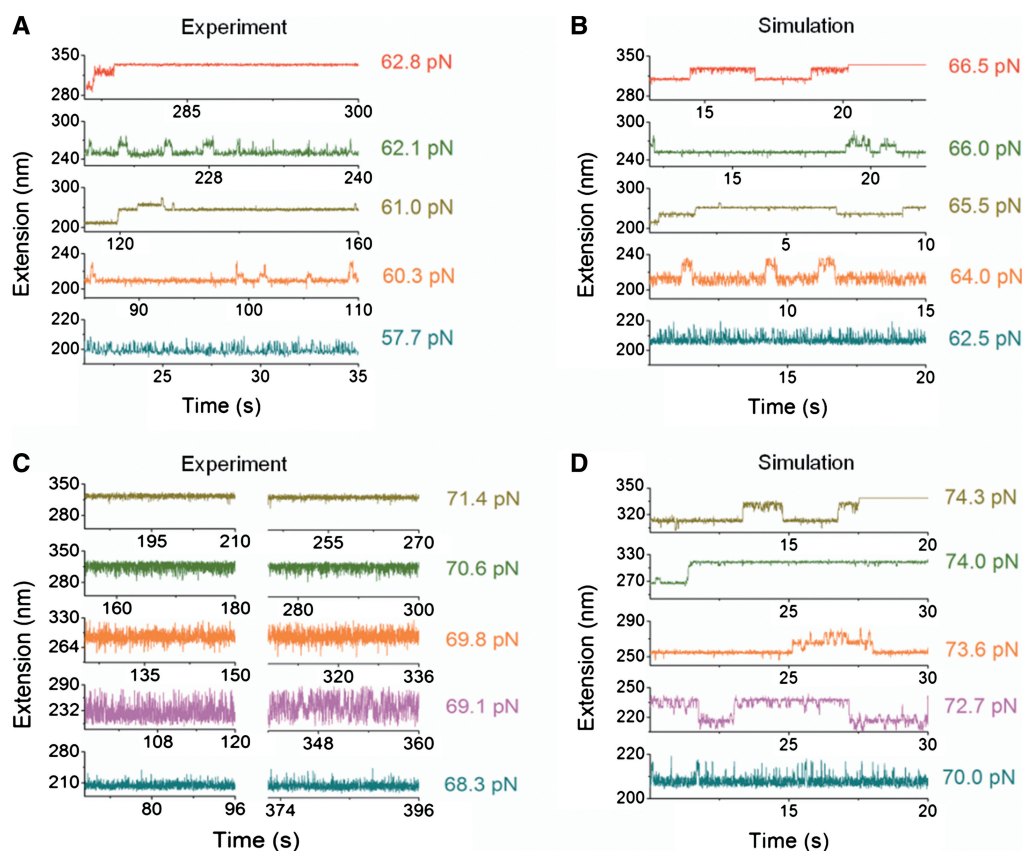 A
Experiment
350
280
62.8 pN
285
300
300
240
62.1 pN
228
240
300
200
61.0 pN
120
160
240
200
60.3 pN
90
100
110
220
200
57.7 pN
25
30
35
Extension (nm)
Time (s)
B
Simulation
350
280
66.5 pN
15
20
300
240
66.0 pN
15
20
300
200
65.5 pN
5
10
240
200
64.0 pN
10
15
220
200
62.5 pN
15
20
Extension (nm)
Time (s)
C
Experiment
350
280
71.4 pN
195
210
255
270
350
280
70.6 pN
160
180
280
300
330
264
69.8 pN
135
150
320
336
290
232
69.1 pN
108
120
348
360
280
210
68.3 pN
80
96
374
396
Extension (nm)
Time (s)
D
Simulation
350
320
74.3 pN
15
20
330
270
74.0 pN
25
30
290
250
73.6 pN
25
30
250
220
72.7 pN
25
30
220
200
70.0 pN
15
20
Extension (nm)
Time (s)